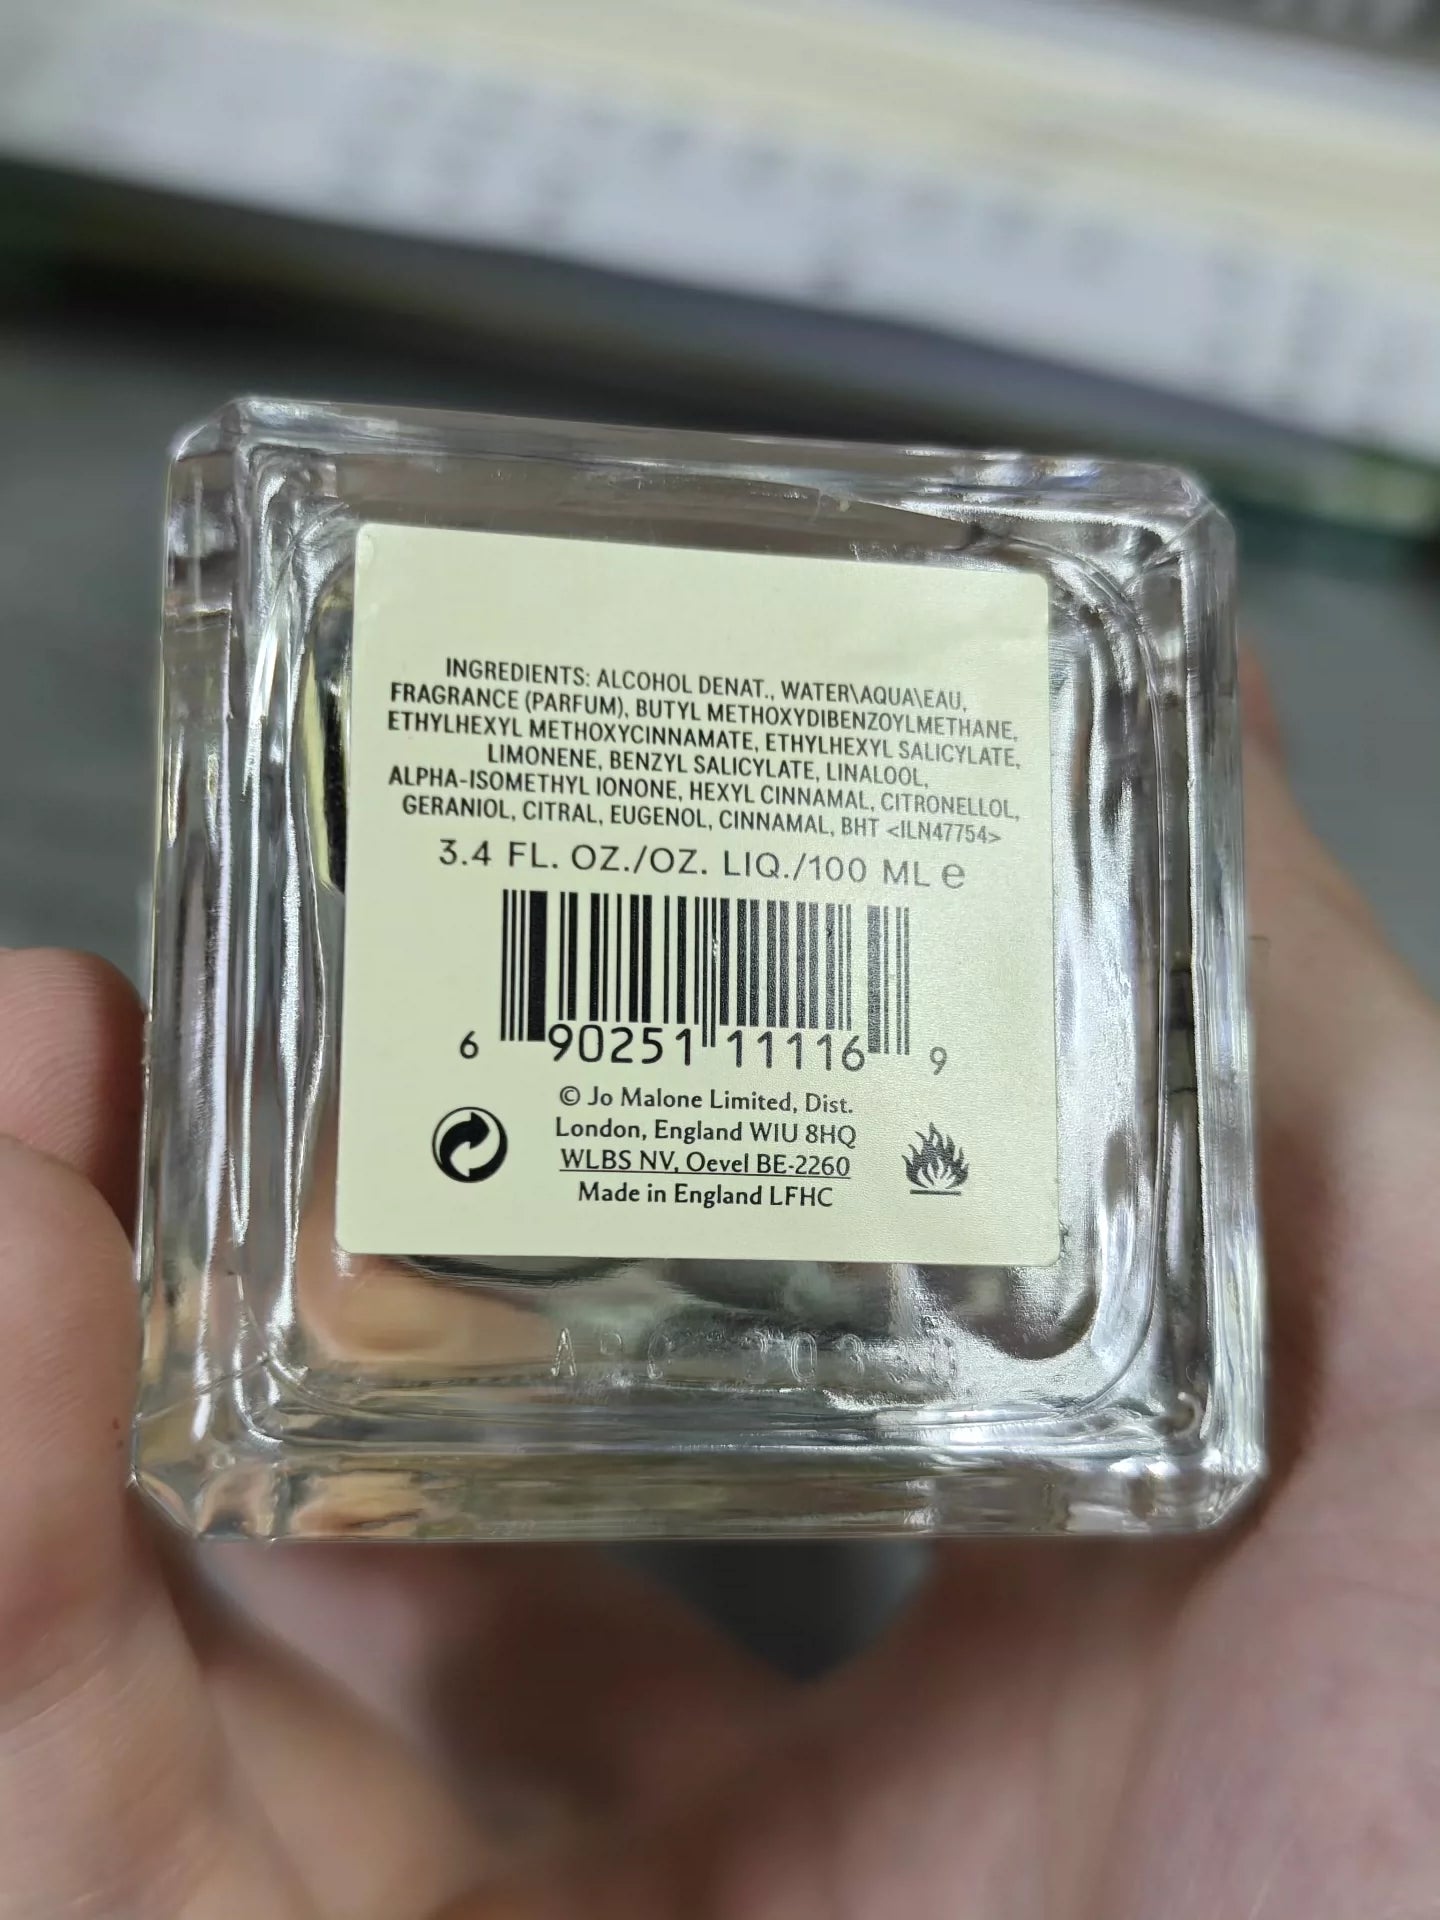 INGREDIENTS: ALCOHOL DENAT., WATER\AQUA\EAU,
FRAGRANCE (PARFUM), BUTYL METHOXYDIBENZOYLMETHANE,
ETHYLHEXYL METHOXYCINNAMATE, ETHYLHEXYL SALICYLATE,
LIMONENE, BENZYL SALICYLATE, LINALOOL,
ALPHA-ISOMETHYL IONONE, HEXYL CINNAMAL, CITRONELLOL,
GERANIOL, CITRAL, EUGENOL, CINNAMAL, BHT <ILN47754>
3.4 FL. OZ./OZ. LIQ./100 ML e
6 90251 11116 9
© Jo Malone Limited, Dist.
London, England W1U 8HQ
WLBS NV, Oevel BE-2260
Made in England LFHC